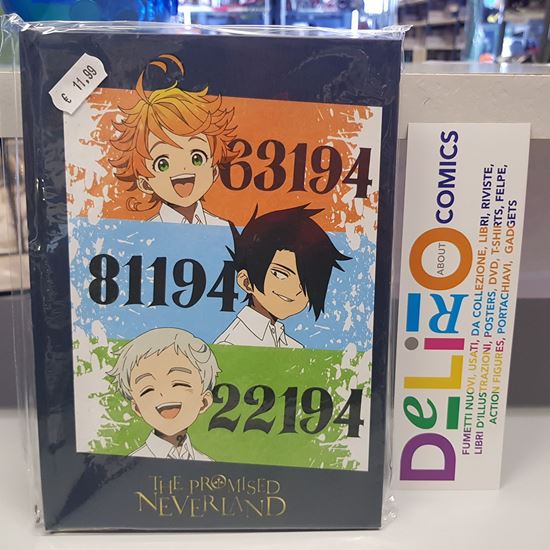 € 11,99
63194
81194
22194
THE PROMISED
NEVERLAND
DeLiRiO
ABOUT
COMICS
FUMETTI NUOVI, USATI, DA COLLEZIONE, LIBRI, RIVISTE,
LIBRI D'ILLUSTRAZIONI, POSTERS, DVD, T-SHIRTS, FELPE,
ACTION FIGURES, PORTACHIAVI, GADGETS